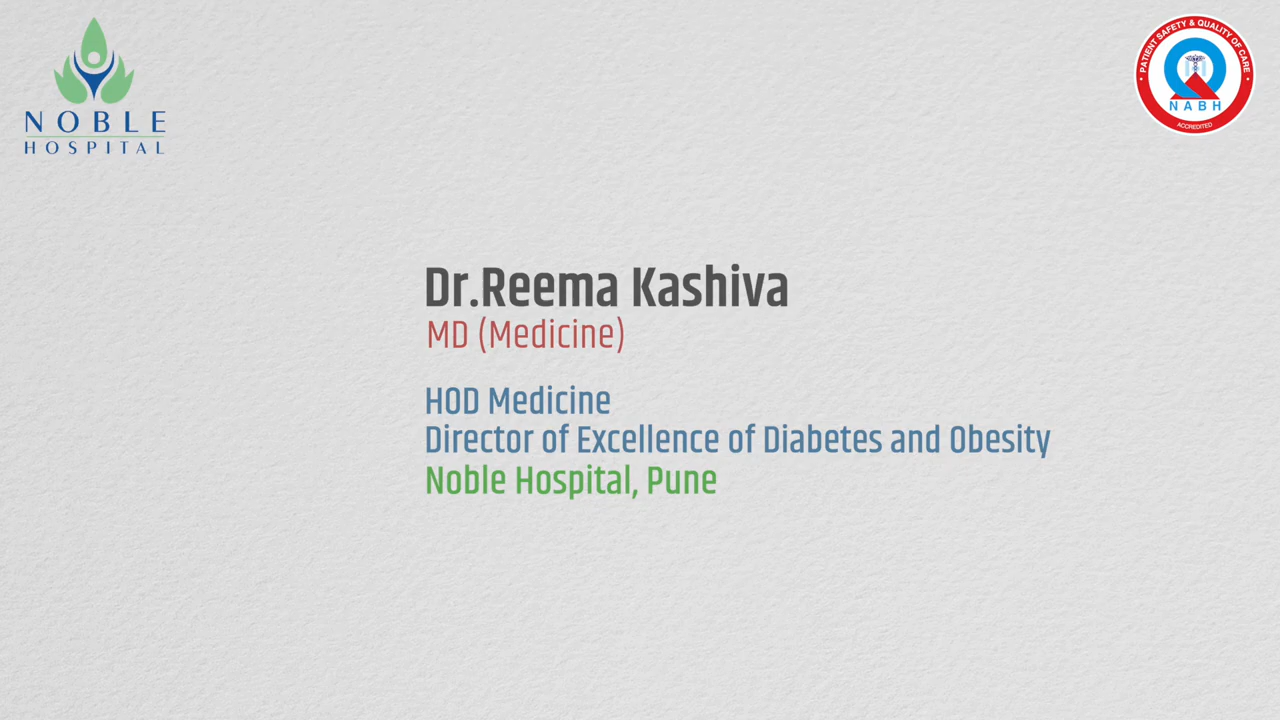 NOBLE
HOSPITAL
PATIENT SAFETY & QUALITY OF CARE
NABH
ACCREDITED
Dr.Reema Kashiva
MD (Medicine)
HOD Medicine
Director of Excellence of Diabetes and Obesity
Noble Hospital, Pune